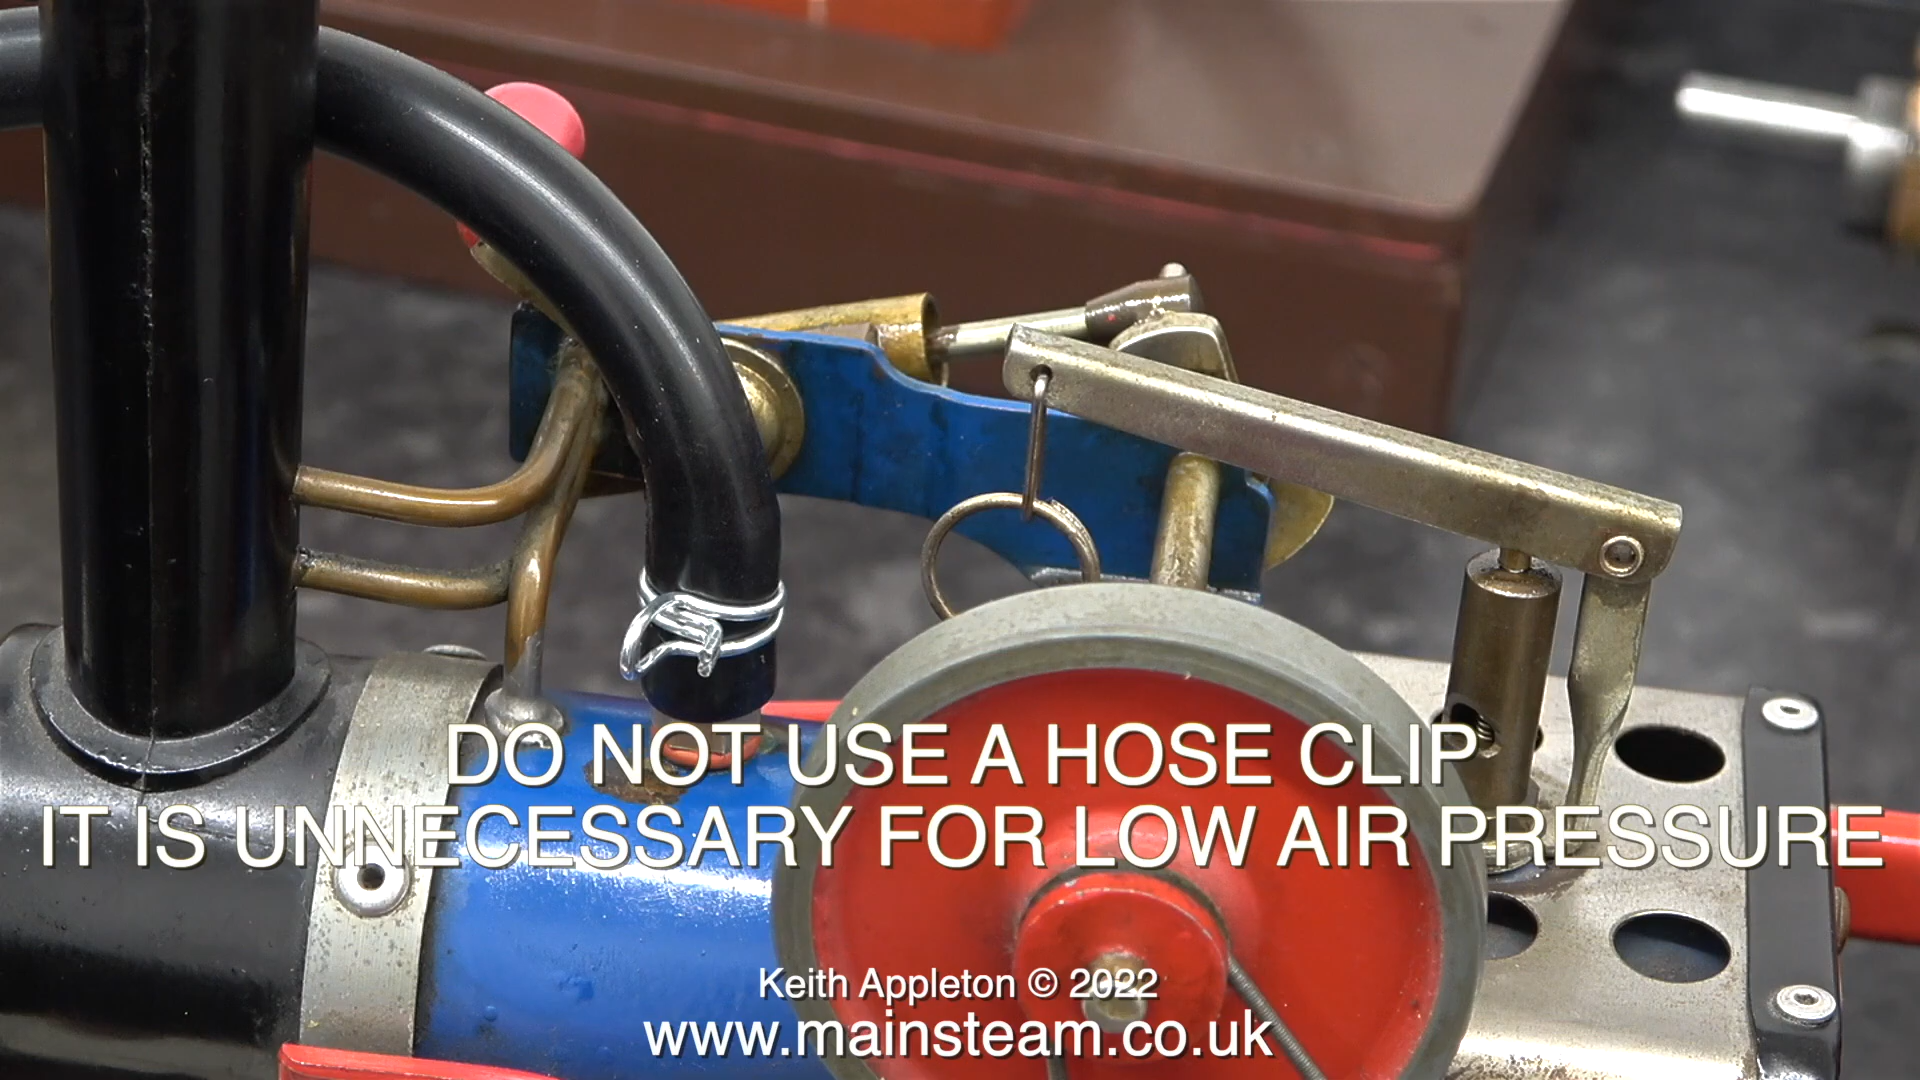 DO NOT USE A HOSE CLIP
IT IS UNNECESSARY FOR LOW AIR PRESSURE
Keith Appleton © 2022
www.mainsteam.co.uk